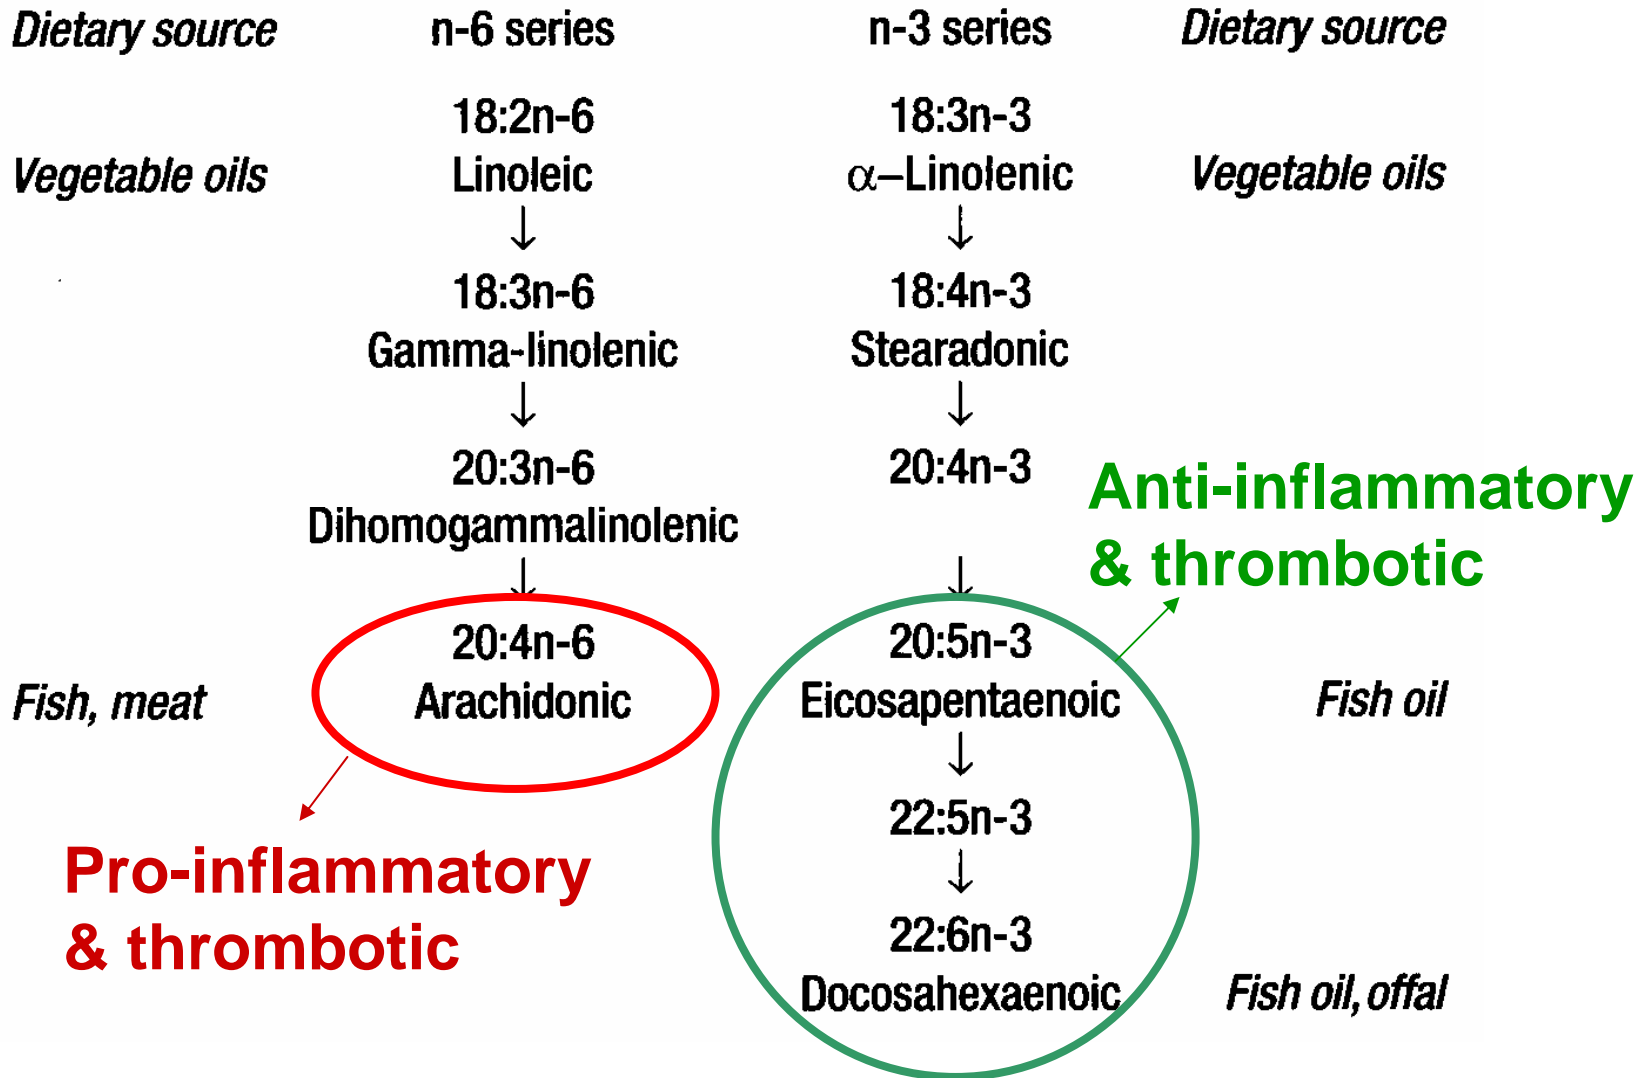 Dietary source n-6 series n-3 series Dietary source
18:2n-6 18:3n-3
Vegetable oils Linoleic α–Linolenic Vegetable oils
↓ ↓
18:3n-6 18:4n-3
Gamma-linolenic Stearadonic
↓ ↓
20:3n-6 20:4n-3
Dihomogammalinolenic
Anti-inflammatory
& thrombotic
↓ ↓
20:4n-6 20:5n-3
Fish, meat Arachidonic Eicosapentaenoic Fish oil
↓
22:5n-3
Pro-inflammatory
& thrombotic
↓
22:6n-3
Docosahexaenoic Fish oil, offal